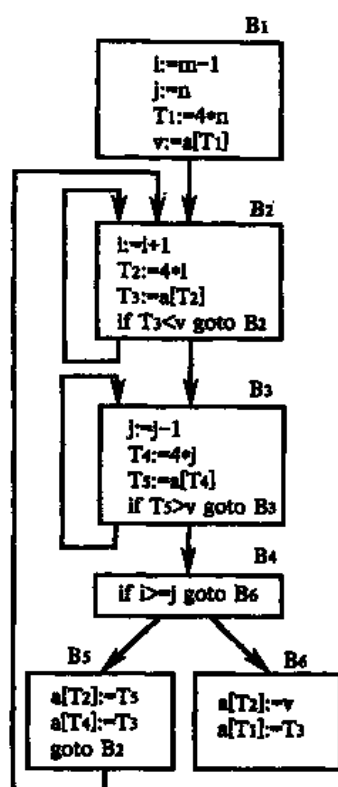 B1
i:=m-1
j:=n
T1:=4*n
v:=a[T1]
B2
i:=i+1
T2:=4*i
T3:=a[T2]
if T3<v goto B2
B3
j:=j-1
T4:=4*j
T5:=a[T4]
if T5>v goto B3
B4
if i>=j goto B6
B5
a[T2]:=T5
a[T4]:=T3
goto B2
B6
a[T2]:=v
a[T1]:=T3